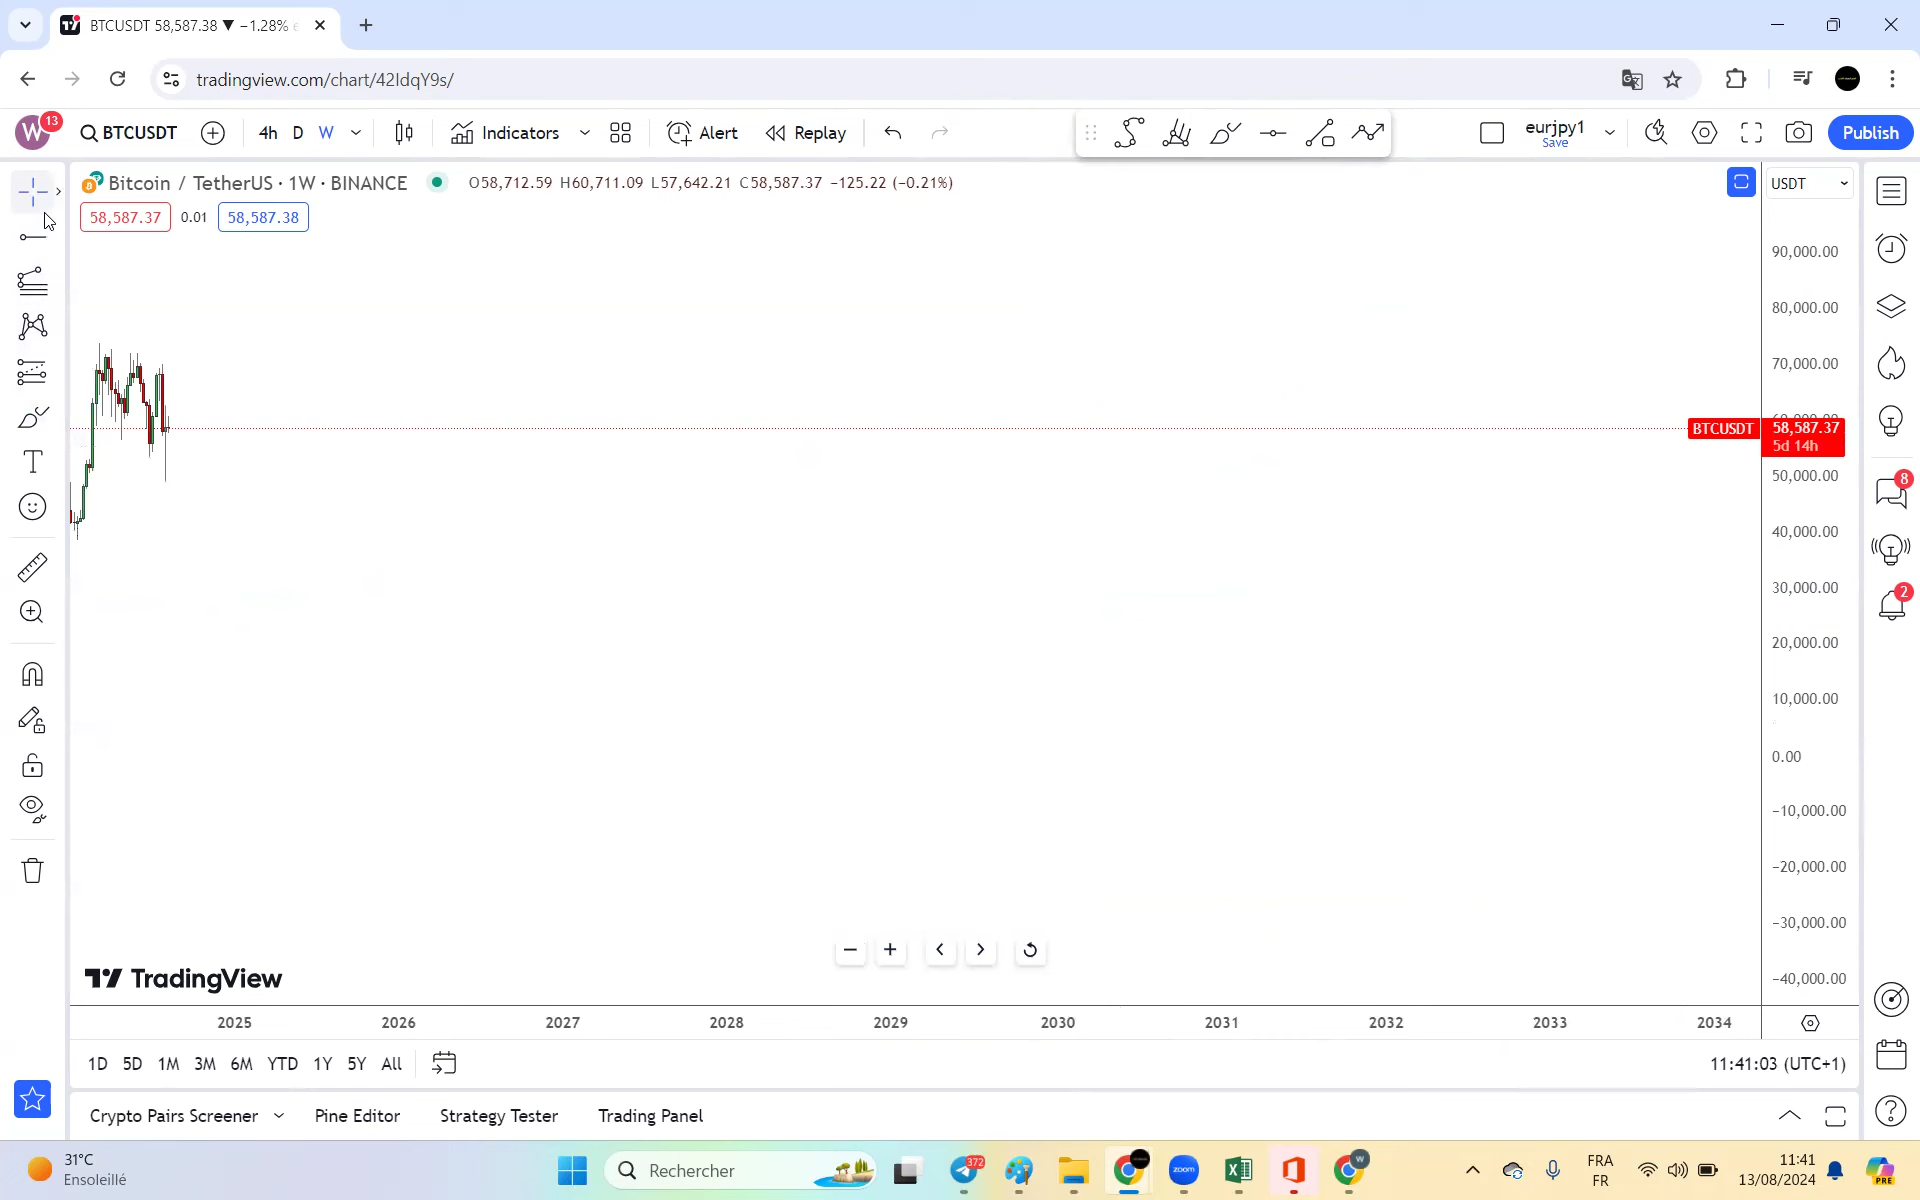 BTCUSDT 58,587.38 ▼ −1.28%
tradingview.com/chart/42IdqY9s/
W 13
BTCUSDT
4h D W
Indicators
Alert
Replay
eurjpy1
Save
Publish
Bitcoin / TetherUS · 1W · BINANCE
O58,712.59 H60,711.09 L57,642.21 C58,587.37 −125.22 (−0.21%)
USDT
58,587.37 0.01 58,587.38
90,000.00
80,000.00
70,000.00
BTCUSDT 58,587.37
5d 14h
50,000.00
40,000.00
30,000.00
20,000.00
10,000.00
0.00
−10,000.00
−20,000.00
−30,000.00
−40,000.00
8
2
TradingView
2025 2026 2027 2028 2029 2030 2031 2032 2033 2034
1D 5D 1M 3M 6M YTD 1Y 5Y All
11:41:03 (UTC+1)
Crypto Pairs Screener Pine Editor Strategy Tester Trading Panel
31°C
Ensoleillé
Rechercher
372
zoom
W
FRA
FR
11:41
13/08/2024
PRE